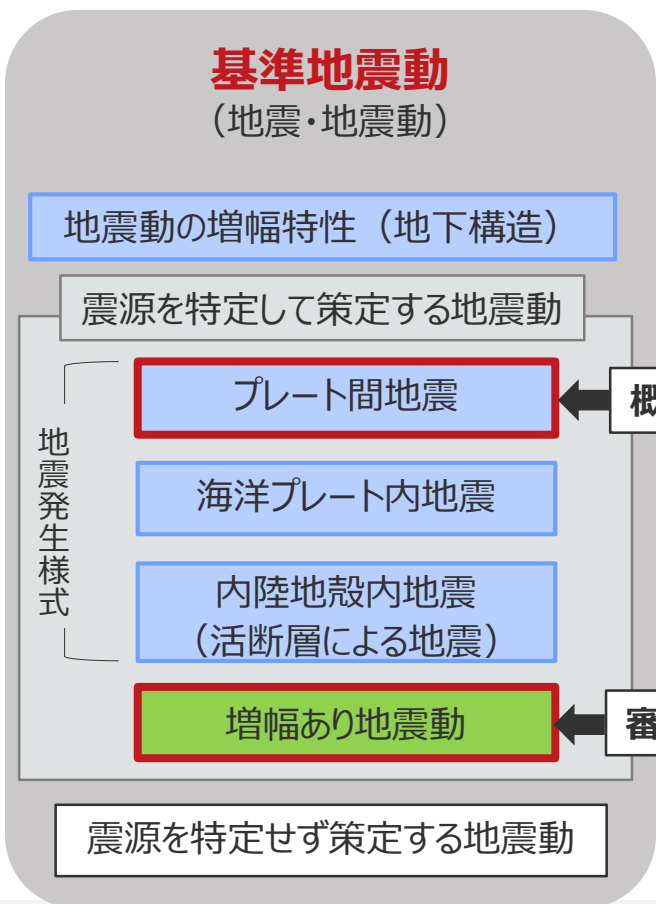 基準地震動
（地震・地震動）
地震動の増幅特性（地下構造）
震源を特定して策定する地震動
地震発生様式
プレート間地震
概
海洋プレート内地震
内陸地殻内地震
（活断層による地震）
増幅あり地震動
審
震源を特定せず策定する地震動